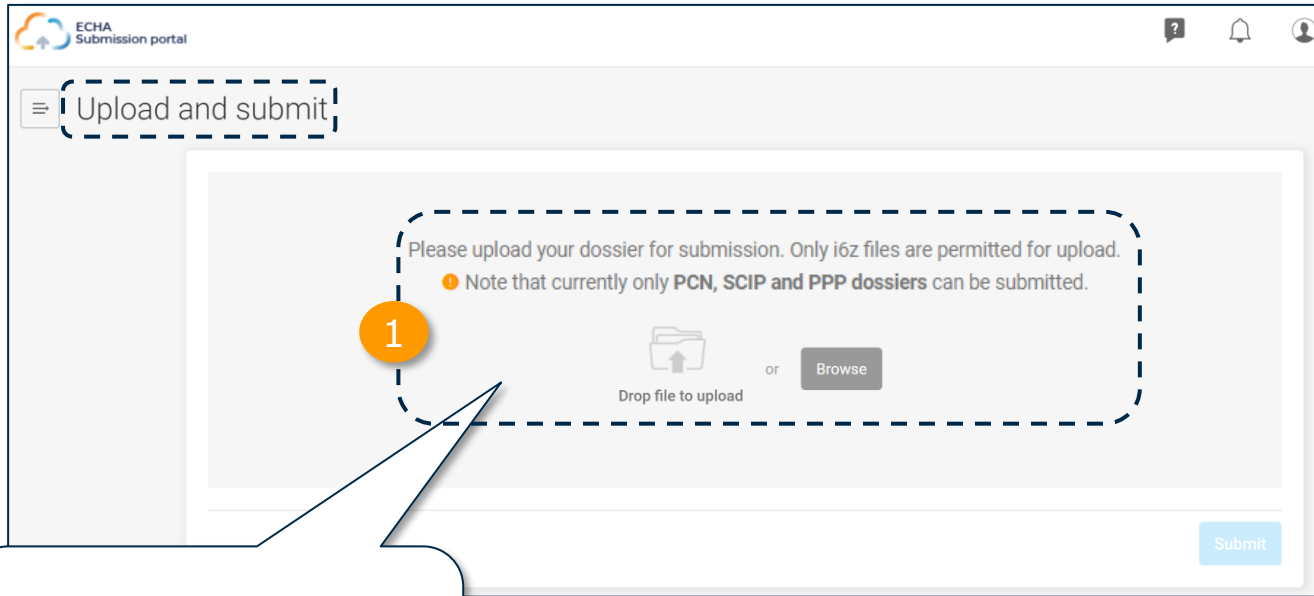 ECHA
Submission portal
?
Upload and submit
Please upload your dossier for submission. Only i6z files are permitted for upload.
! Note that currently only PCN, SCIP and PPP dossiers can be submitted.
1
or
Browse
Drop file to upload
Submit